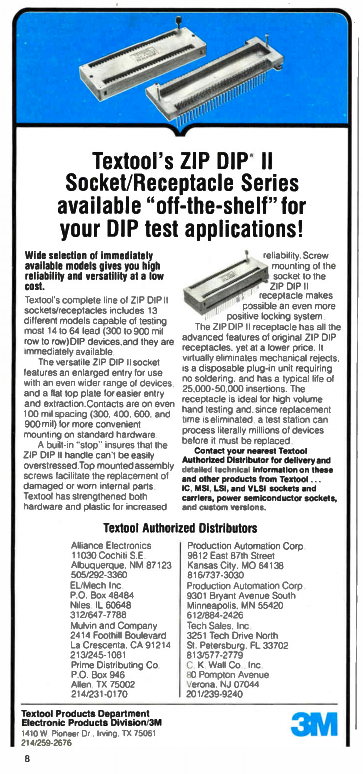 Textool's ZIP DIP* II
Socket/Receptacle Series
available "off-the-shelf" for
your DIP test applications!
Wide selection of immediately
available models gives you high
reliability and versatility at a low
cost.
Textool's complete line of ZIP DIP II
sockets/receptacles includes 13
different models capable of testing
most 14 to 64 lead (300 to 900 mil
row to row) DIP devices, and they are
immediately available.
The versatile ZIP DIP II socket
features an enlarged entry for use
with an even wider range of devices,
and a flat top plate for easier entry
and extraction. Contacts are on even
100 mil spacing (300, 400, 600, and
900 mil) for more convenient
mounting on standard hardware.
A built-in "stop" insures that the
ZIP DIP II handle can't be easily
overstressed. Top mounted assembly
screws facilitate the replacement of
damaged or worn internal parts.
Textool has strengthened both
hardware and plastic for increased
reliability. Screw
mounting of the
socket to the
ZIP DIP II
receptacle makes
possible an even more
positive locking system.
The ZIP DIP II receptacle has all the
advanced features of original ZIP DIP
receptacles, yet at a lower price. It
virtually eliminates mechanical rejects,
is a disposable plug-in unit requiring
no soldering, and has a typical life of
25,000-50,000 insertions. The
receptacle is ideal for high volume
hand testing and, since replacement
time is eliminated, a test station can
process literally millions of devices
before it must be replaced.
Contact your nearest Textool
Authorized Distributor for delivery and
detailed technical information on these
and other products from Textool . . .
IC, MSI, LSI, and VLSI sockets and
carriers, power semiconductor sockets,
and custom versions.
Textool Authorized Distributors
Alliance Electronics
11030 Cochiti S.E.
Albuquerque, NM 87123
505/292-3360
EL/Mech Inc.
P.O. Box 48484
Niles, IL 60648
312/647-7788
Mulvin and Company
2414 Foothill Boulevard
La Crescenta, CA 91214
213/245-1081
Prime Distributing Co.
P.O. Box 946
Allen, TX 75002
214/231-0170
Production Automation Corp.
9812 East 87th Street
Kansas City, MO 64138
816/737-3030
Production Automation Corp.
9301 Bryant Avenue South
Minneapolis, MN 55420
612/884-2426
Tech Sales, Inc.
3251 Tech Drive North
St. Petersburg, FL 33702
813/577-2779
C. K. Wall Co., Inc.
80 Pompton Avenue
Verona, NJ 07044
201/239-9240
Textool Products Department
Electronic Products Division/3M
1410 W. Pioneer Dr., Irving, TX 75061
214/259-2676
3M
8